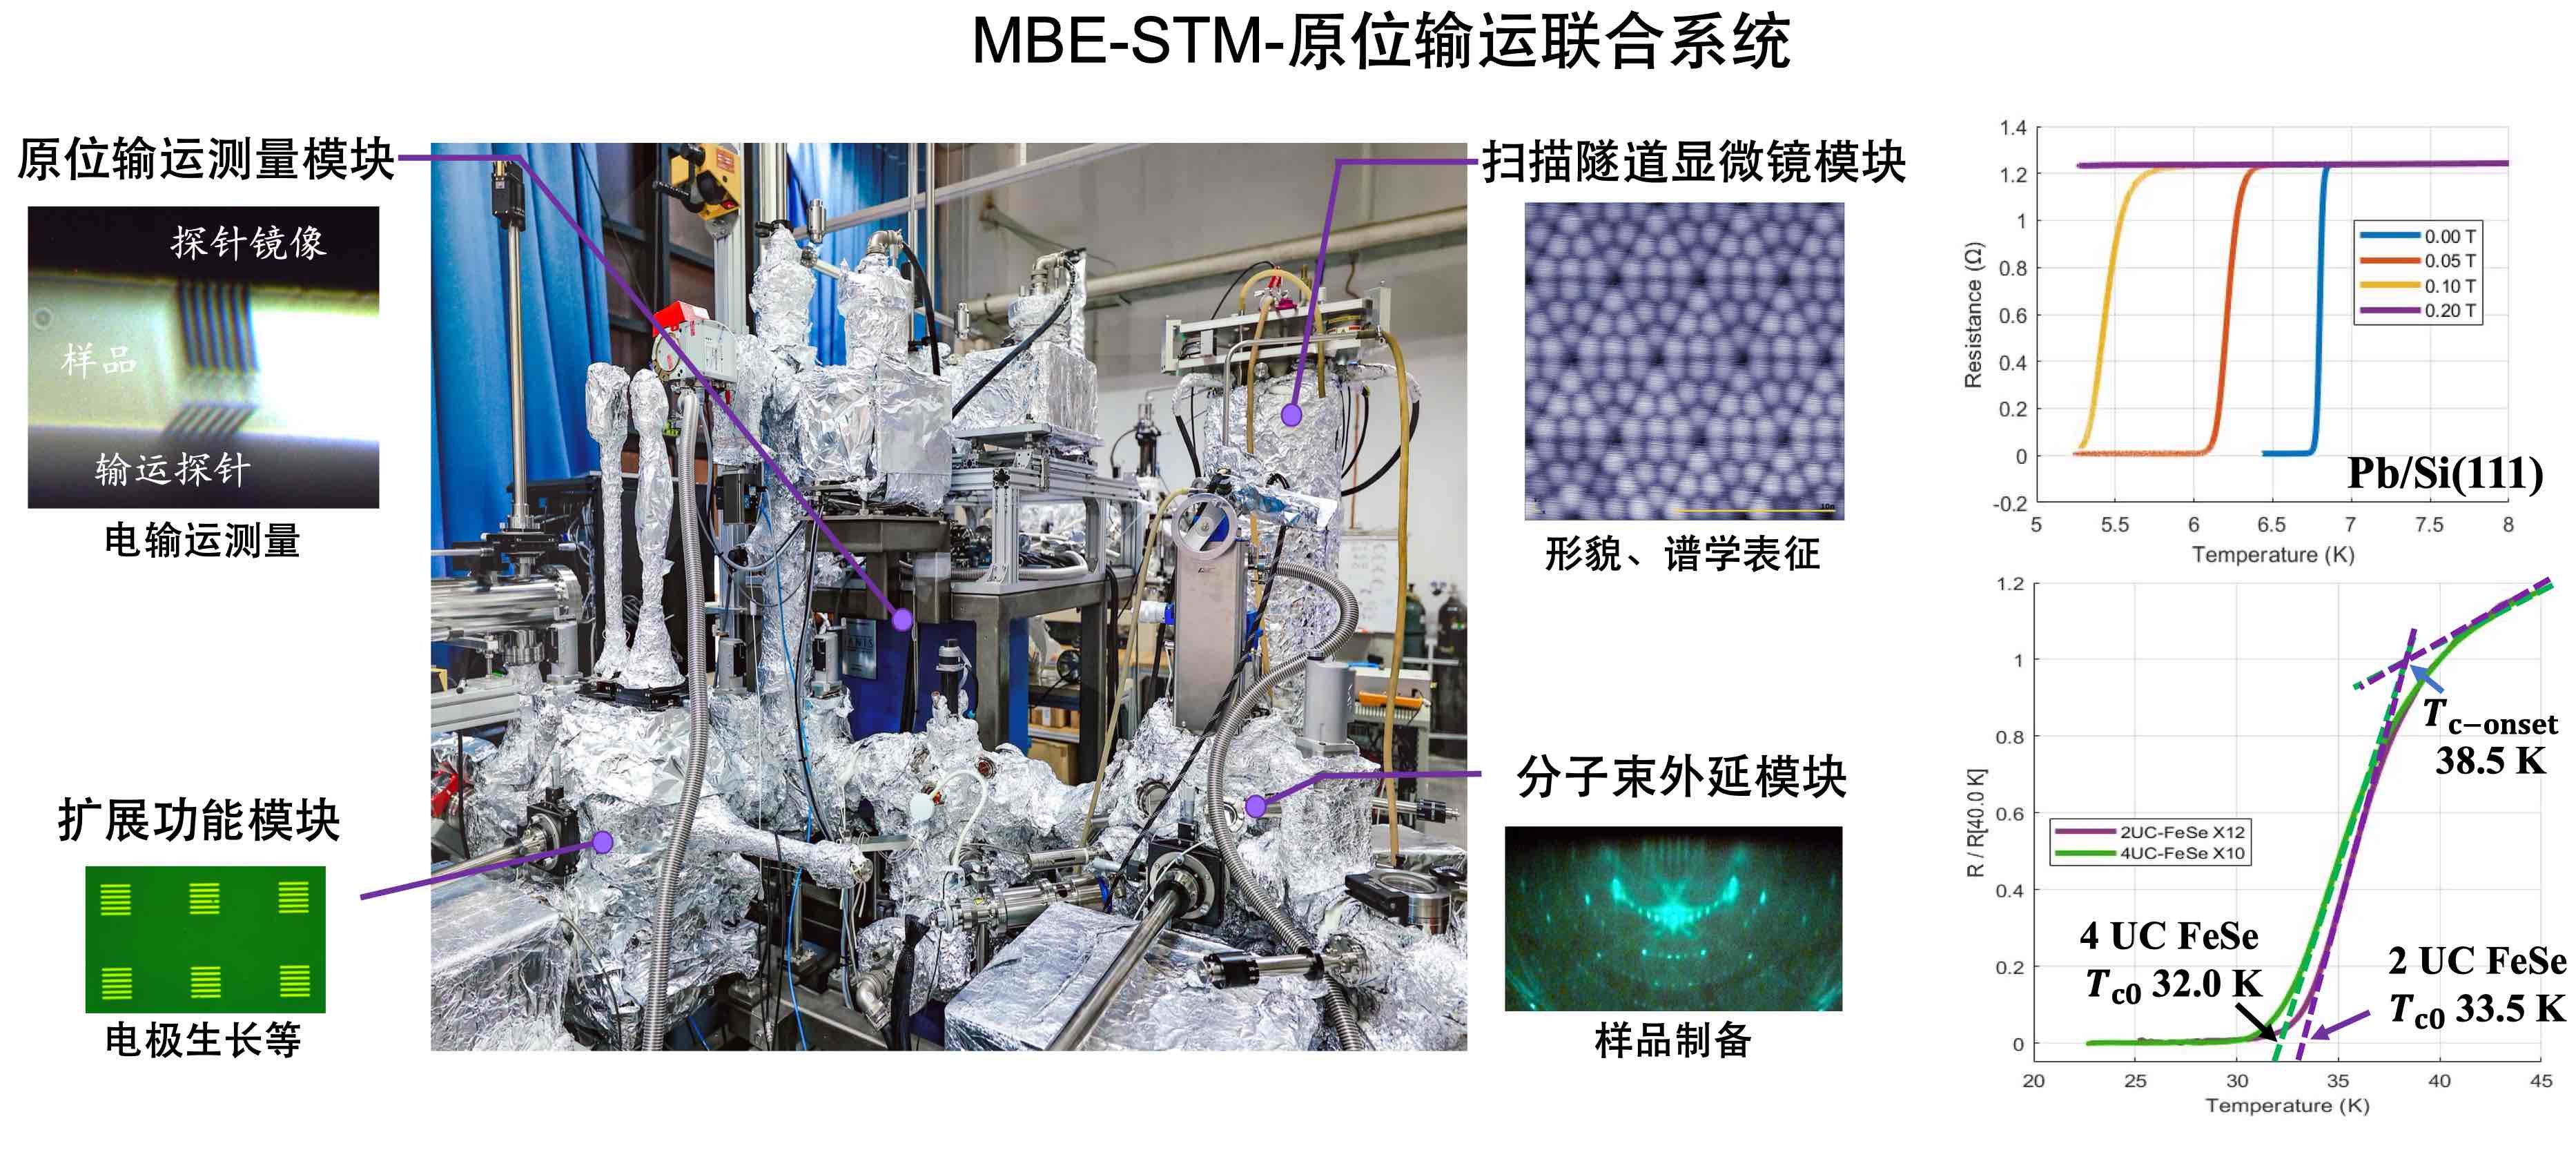 MBE-STM-原位输运联合系统
原位输运测量模块
探针镜像
样品
输运探针
电输运测量
扩展功能模块
电极生长等
扫描隧道显微镜模块
10n
形貌、谱学表征
分子束外延模块
样品制备
1.4
1.2
1
0.8
0.6
0.4
0.2
0
-0.2
Resistance (Ω)
0.00 T
0.05 T
0.10 T
0.20 T
Pb/Si(111)
5 5.5 6 6.5 7 7.5 8
Temperature (K)
1.2
1
0.8
0.6
0.4
0.2
0
R / R[40.0 K]
Tc−onset
38.5 K
2UC-FeSe X12
4UC-FeSe X10
4 UC FeSe
Tc0 32.0 K
2 UC FeSe
Tc0 33.5 K
20 25 30 35 40 45
Temperature (K)